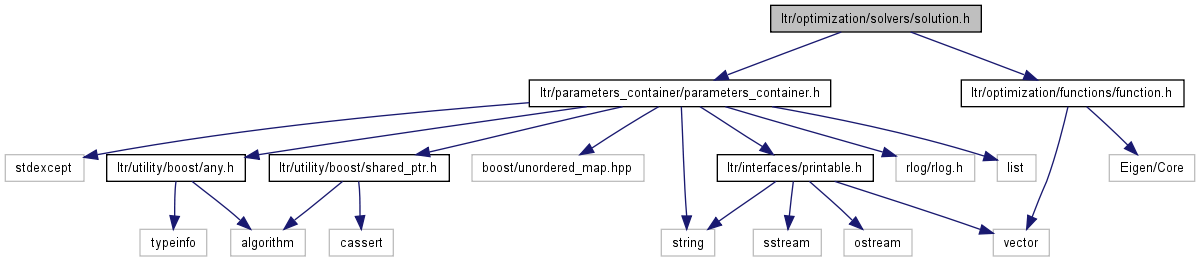 ltr/optimization/solvers/solution.h
ltr/parameters_container/parameters_container.h
ltr/optimization/functions/function.h
stdexcept
ltr/utility/boost/any.h
ltr/utility/boost/shared_ptr.h
boost/unordered_map.hpp
ltr/interfaces/printable.h
rlog/rlog.h
list
Eigen/Core
typeinfo
algorithm
cassert
string
sstream
ostream
vector